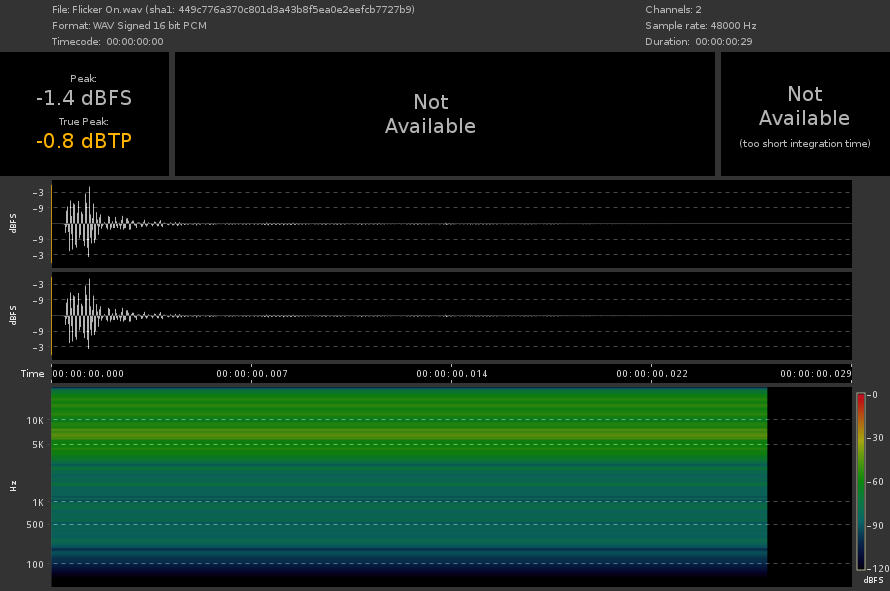 File: Flicker On.wav (sha1: 449c776a370c801d3a43b8f5ea0e2eefcb7727b9)
Format: WAV Signed 16 bit PCM
Timecode: 00:00:00:00
Channels: 2
Sample rate: 48000 Hz
Duration: 00:00:00:29
Peak:
-1.4 dBFS
True Peak:
-0.8 dBTP
Not
Available
Not
Available
(too short integration time)
dBFS
-3
-9
-9
-3
dBFS
-3
-9
-9
-3
Time 00:00:00.000 00:00:00.007 00:00:00.014 00:00:00.022 00:00:00.029
Hz
10K
5K
1K
500
100
-0
-30
-60
-90
-120
dBFS